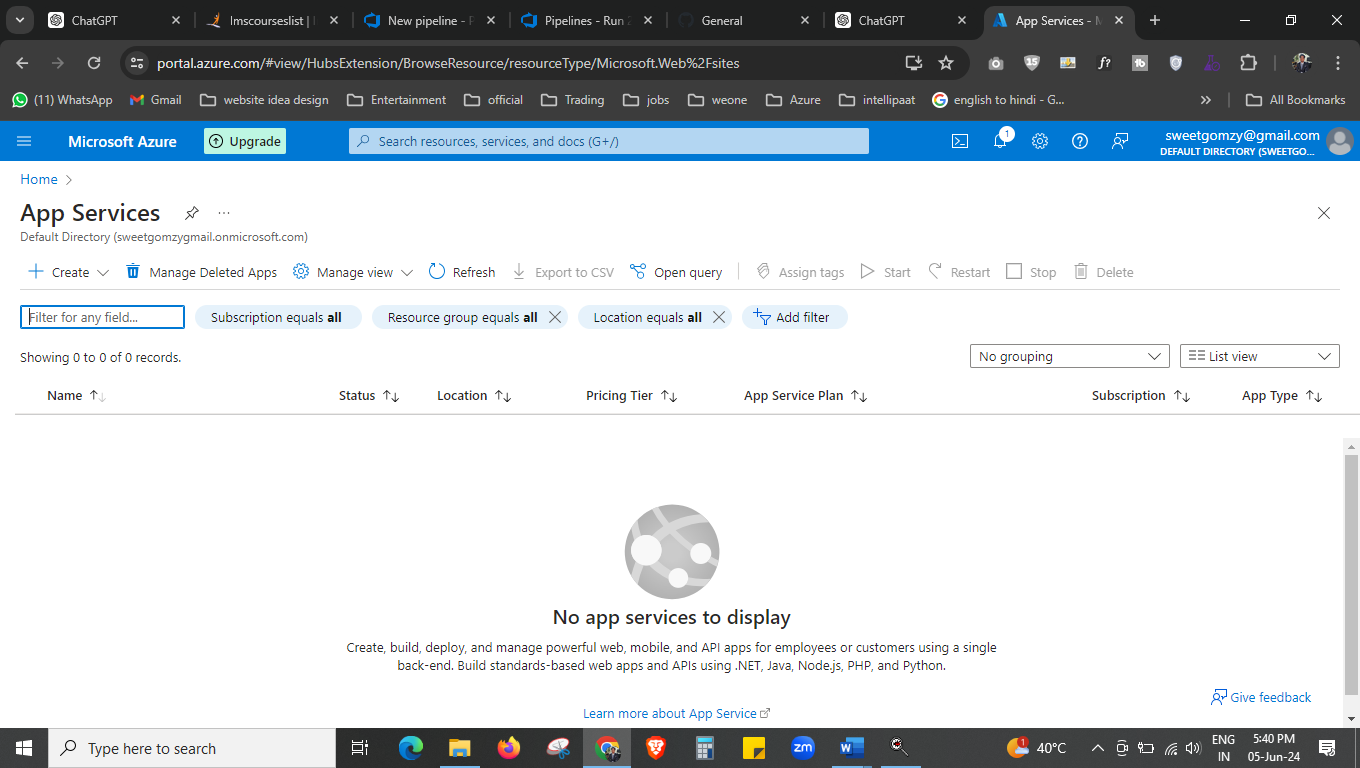 ChatGPT
lmscourseslist |
New pipeline - P
Pipelines - Run 2
General
ChatGPT
App Services - M
portal.azure.com/#view/HubsExtension/BrowseResource/resourceType/Microsoft.Web%2Fsites
15
f?
(11) WhatsApp
Gmail
website idea design
Entertainment
official
Trading
jobs
weone
Azure
intellipaat
english to hindi - G...
All Bookmarks
Microsoft Azure
Upgrade
Search resources, services, and docs (G+/)
1
sweetgomzy@gmail.com
DEFAULT DIRECTORY (SWEETGO...
Home
App Services
Default Directory (sweetgomzygmail.onmicrosoft.com)
Create
Manage Deleted Apps
Manage view
Refresh
Export to CSV
Open query
Assign tags
Start
Restart
Stop
Delete
Filter for any field...
Subscription equals all
Resource group equals all
Location equals all
Add filter
Showing 0 to 0 of 0 records.
No grouping
List view
Name
Status
Location
Pricing Tier
App Service Plan
Subscription
App Type
No app services to display
Create, build, deploy, and manage powerful web, mobile, and API apps for employees or customers using a single
back-end. Build standards-based web apps and APIs using .NET, Java, Node.js, PHP, and Python.
Learn more about App Service
Give feedback
Type here to search
zm
1
40°C
ENG
IN
5:40 PM
05-Jun-24